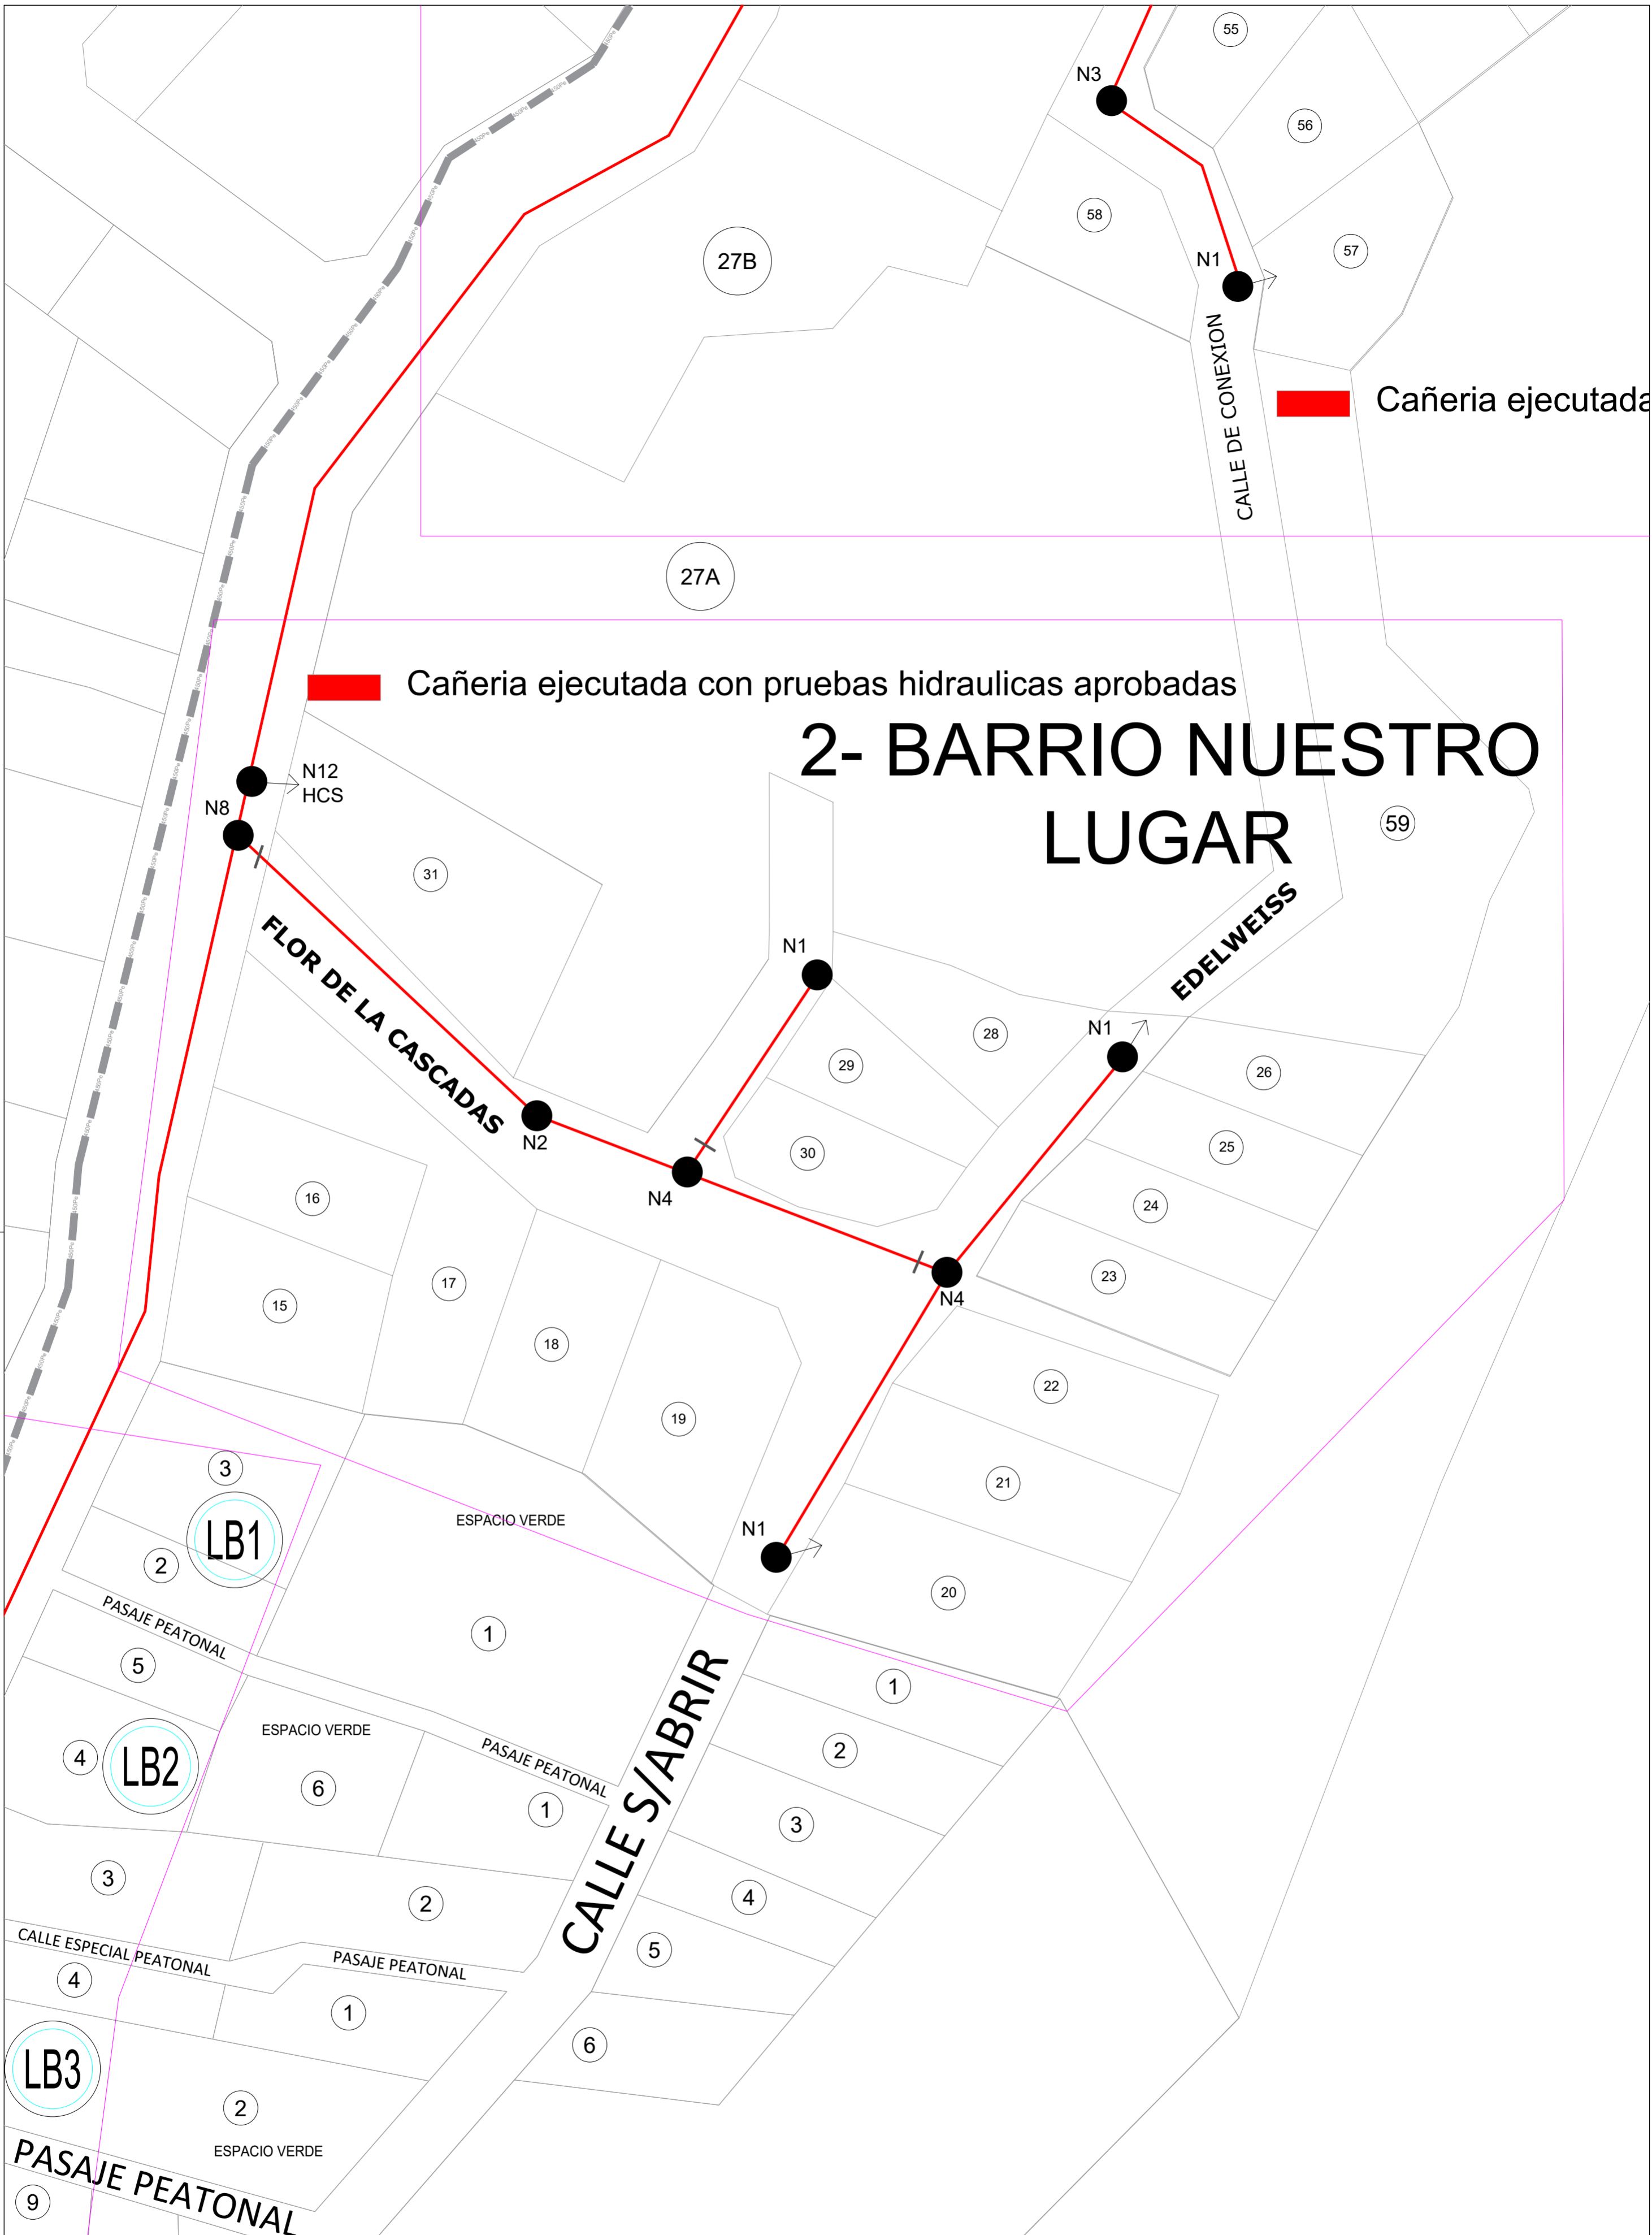 55
N3
56
58
57
27B
N1
CALLE DE CONEXION
Cañeria ejecutada
27A
Cañeria ejecutada con pruebas hidraulicas aprobadas
2- BARRIO NUESTRO
LUGAR
N12
HCS
N8
59
31
EDELWEISS
FLOR DE LA CASCADAS
N1
28
N1
29
26
N2
25
30
N4
16
24
17
23
15
N4
18
22
19
3
21
ESPACIO VERDE
LB1
N1
2
20
PASAJE PEATONAL
1
5
1
ESPACIO VERDE
PASAJE PEATONAL
CALLE S/ABRIR
2
4
LB2
6
1
3
3
2
4
CALLE ESPECIAL PEATONAL
PASAJE PEATONAL
5
4
1
6
LB3
2
ESPACIO VERDE
PASAJE PEATONAL
9